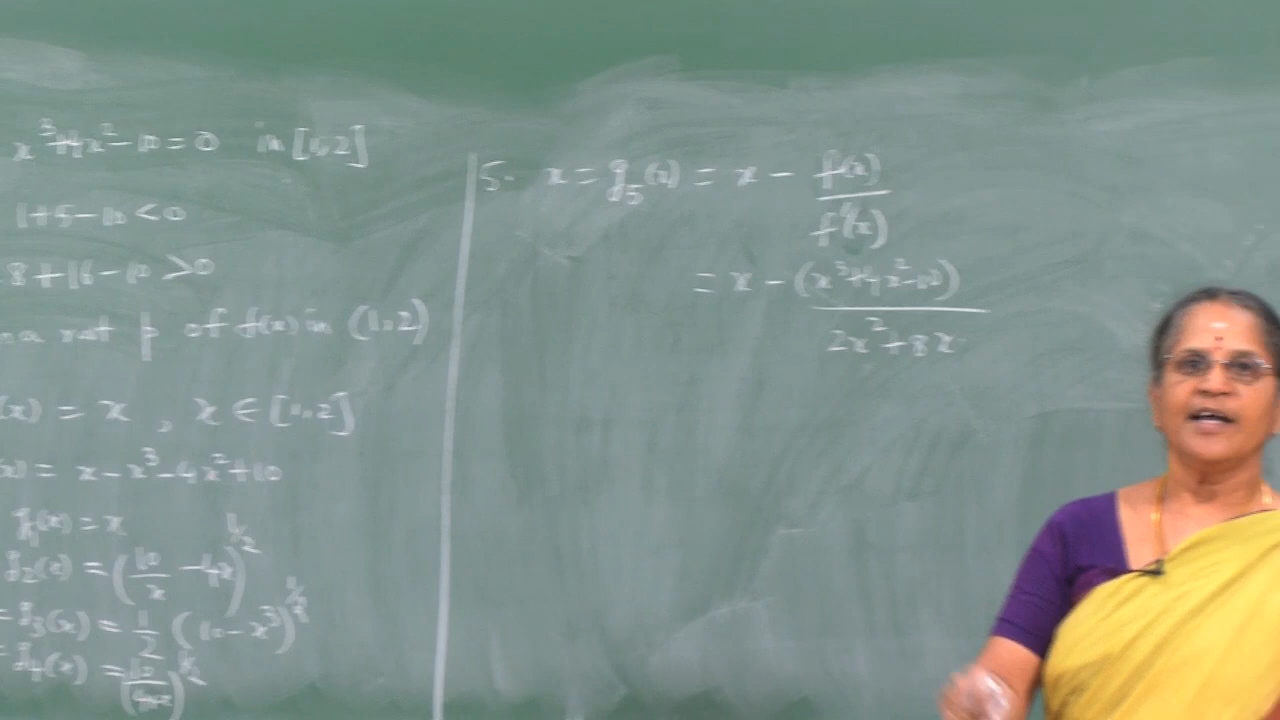 x³+4x²-10=0 in [1,2]
1+5-10<0
8+16-10>0
a root p of f(x) in (1,2)
(x) = x , x ∈ [1,2]
(x) = x-x³-4x²+10
g₁(x) = x
g₂(x) = (10/x -4x)^½
= g₃(x) = 1/2 (10-x³)^½
= g₄(x) = (10/4+x)^½
5. x = g₅(x) = x - f(x)/f'(x)
= x - (x³+4x²-10)/2x²+8x